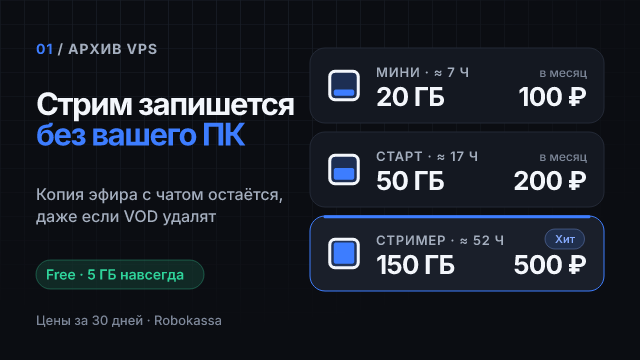 01 / АРХИВ VPS
Стрим запишется
без вашего ПК
Копия эфира с чатом остаётся,
даже если VOD удалят
Free · 5 ГБ навсегда
Цены за 30 дней · Robokassa
МИНИ · ≈ 7 Ч
в месяц
20 ГБ
100 ₽
СТАРТ · ≈ 17 Ч
в месяц
50 ГБ
200 ₽
СТРИМЕР · ≈ 52 Ч
Хит
150 ГБ
500 ₽